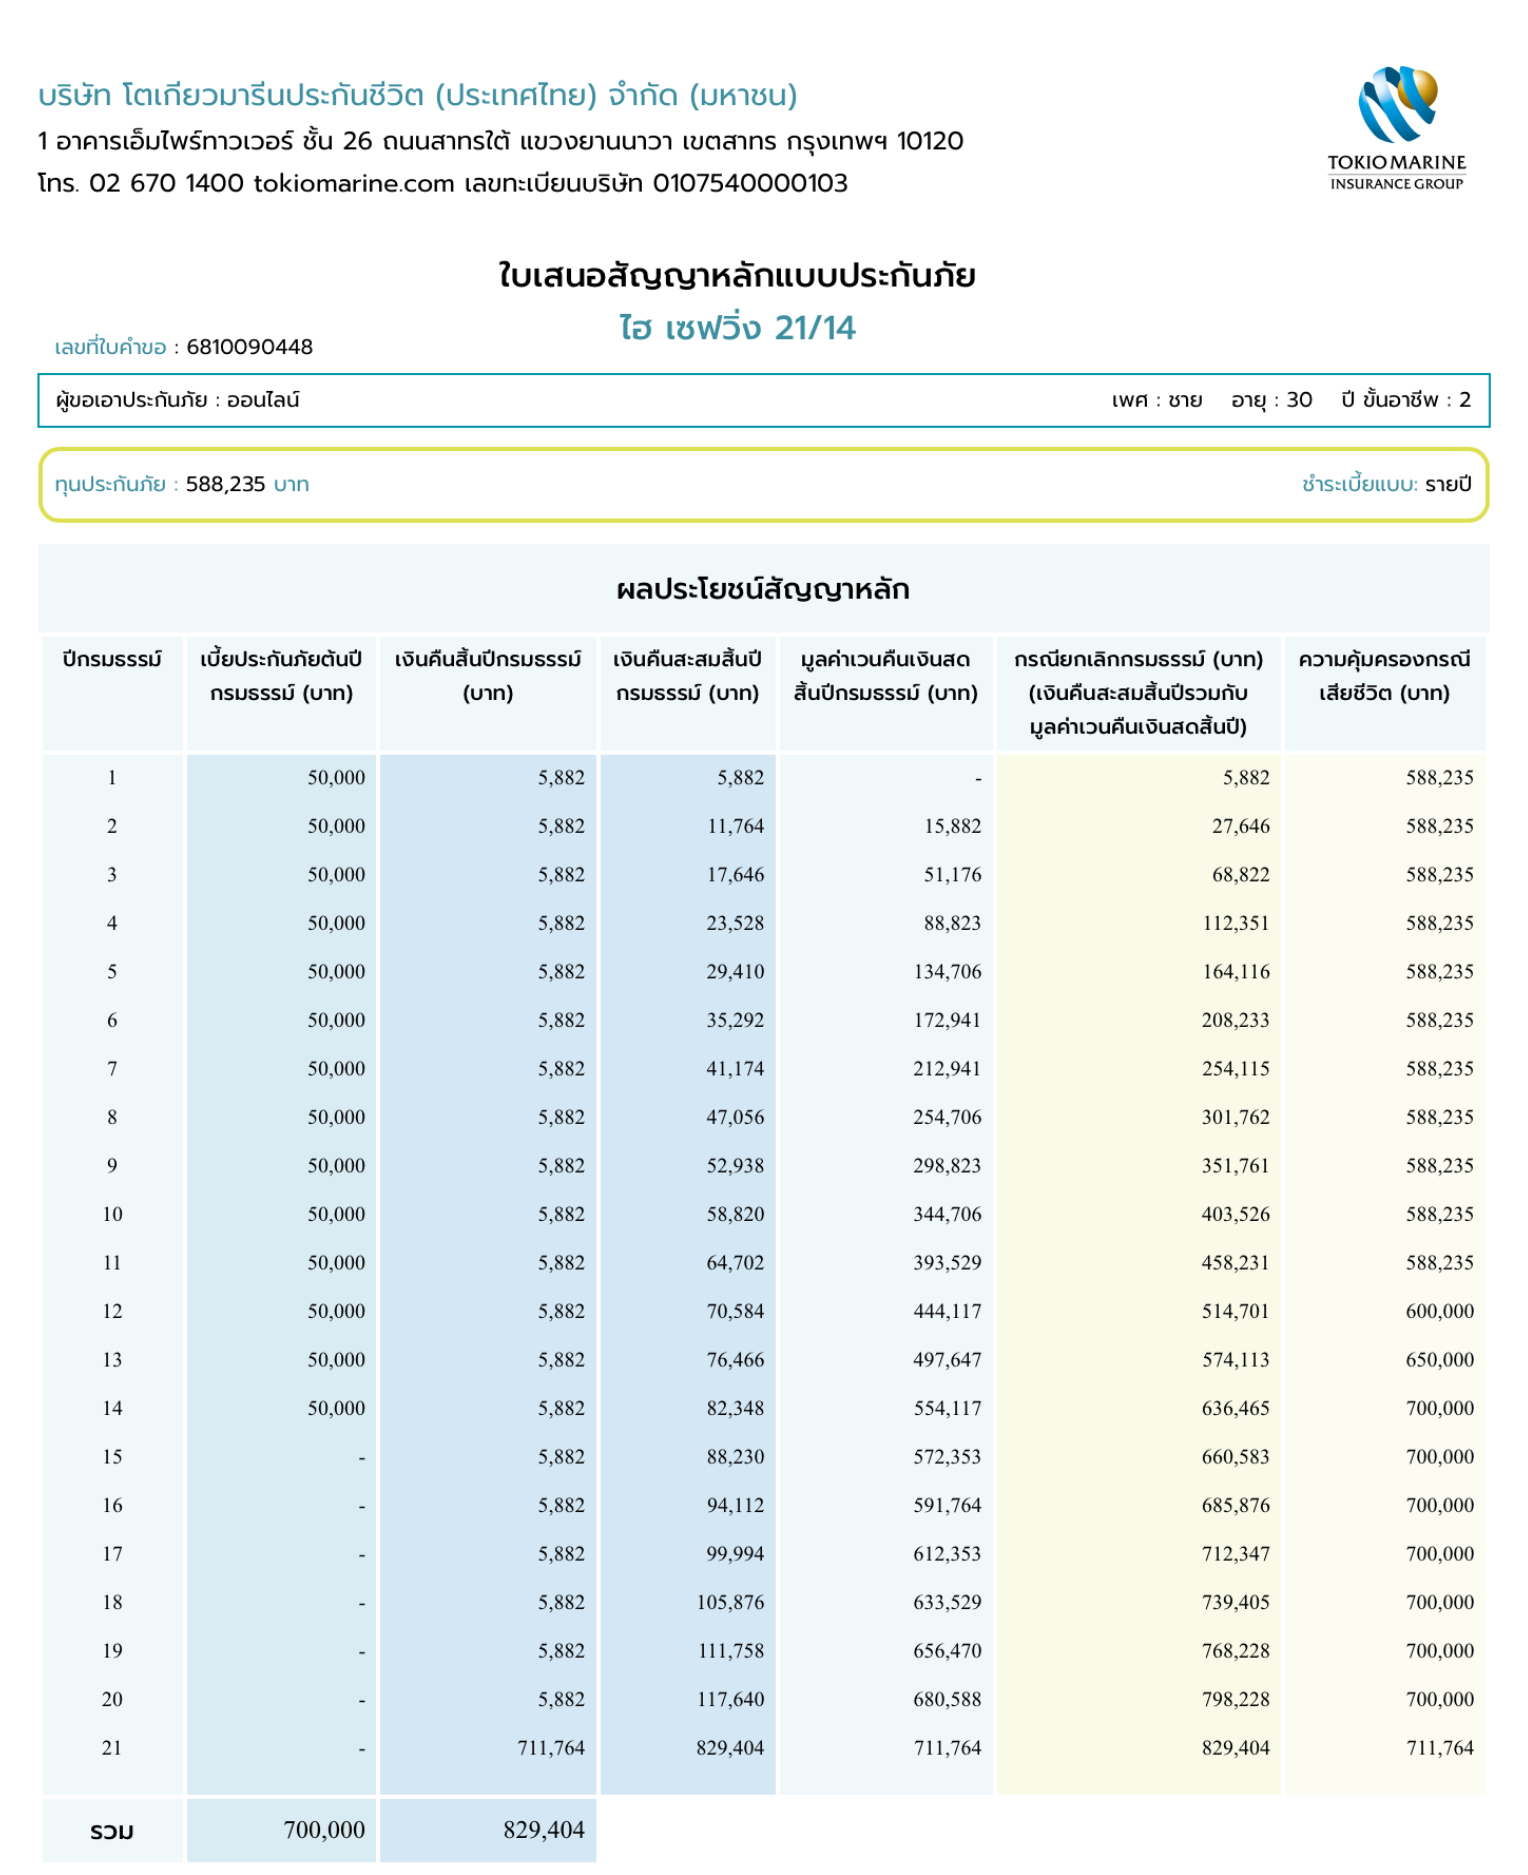 บริษัท โตเกียวมารีนประกันชีวิต (ประเทศไทย) จำกัด (มหาชน)
1 อาคารเอ็มไพร์ทาวเวอร์ ชั้น 26 ถนนสาทรใต้ แขวงยานนาวา เขตสาทร กรุงเทพฯ 10120
โทร. 02 670 1400 tokiomarine.com เลขทะเบียนบริษัท 0107540000103
TOKIO MARINE
INSURANCE GROUP
ใบเสนอสัญญาหลักแบบประกันภัย
ไฮ เซฟวิ่ง 21/14
เลขที่ใบคำขอ : 6810090448
ผู้ขอเอาประกันภัย : ออนไลน์ เพศ : ชาย อายุ : 30 ปี ขั้นอาชีพ : 2
ทุนประกันภัย : 588,235 บาท ชำระเบี้ยแบบ: รายปี
ผลประโยชน์สัญญาหลัก
ปีกรมธรรม์ เบี้ยประกันภัยต้นปี เงินคืนสิ้นปีกรมธรรม์ เงินคืนสะสมสิ้นปี มูลค่าเวนคืนเงินสด กรณียกเลิกกรมธรรม์ (บาท) ความคุ้มครองกรณี
กรมธรรม์ (บาท) (บาท) กรมธรรม์ (บาท) สิ้นปีกรมธรรม์ (บาท) (เงินคืนสะสมสิ้นปีรวมกับ เสียชีวิต (บาท)
มูลค่าเวนคืนเงินสดสิ้นปี)
1 50,000 5,882 5,882 - 5,882 588,235
2 50,000 5,882 11,764 15,882 27,646 588,235
3 50,000 5,882 17,646 51,176 68,822 588,235
4 50,000 5,882 23,528 88,823 112,351 588,235
5 50,000 5,882 29,410 134,706 164,116 588,235
6 50,000 5,882 35,292 172,941 208,233 588,235
7 50,000 5,882 41,174 212,941 254,115 588,235
8 50,000 5,882 47,056 254,706 301,762 588,235
9 50,000 5,882 52,938 298,823 351,761 588,235
10 50,000 5,882 58,820 344,706 403,526 588,235
11 50,000 5,882 64,702 393,529 458,231 588,235
12 50,000 5,882 70,584 444,117 514,701 600,000
13 50,000 5,882 76,466 497,647 574,113 650,000
14 50,000 5,882 82,348 554,117 636,465 700,000
15 - 5,882 88,230 572,353 660,583 700,000
16 - 5,882 94,112 591,764 685,876 700,000
17 - 5,882 99,994 612,353 712,347 700,000
18 - 5,882 105,876 633,529 739,405 700,000
19 - 5,882 111,758 656,470 768,228 700,000
20 - 5,882 117,640 680,588 798,228 700,000
21 - 711,764 829,404 711,764 829,404 711,764
รวม 700,000 829,404